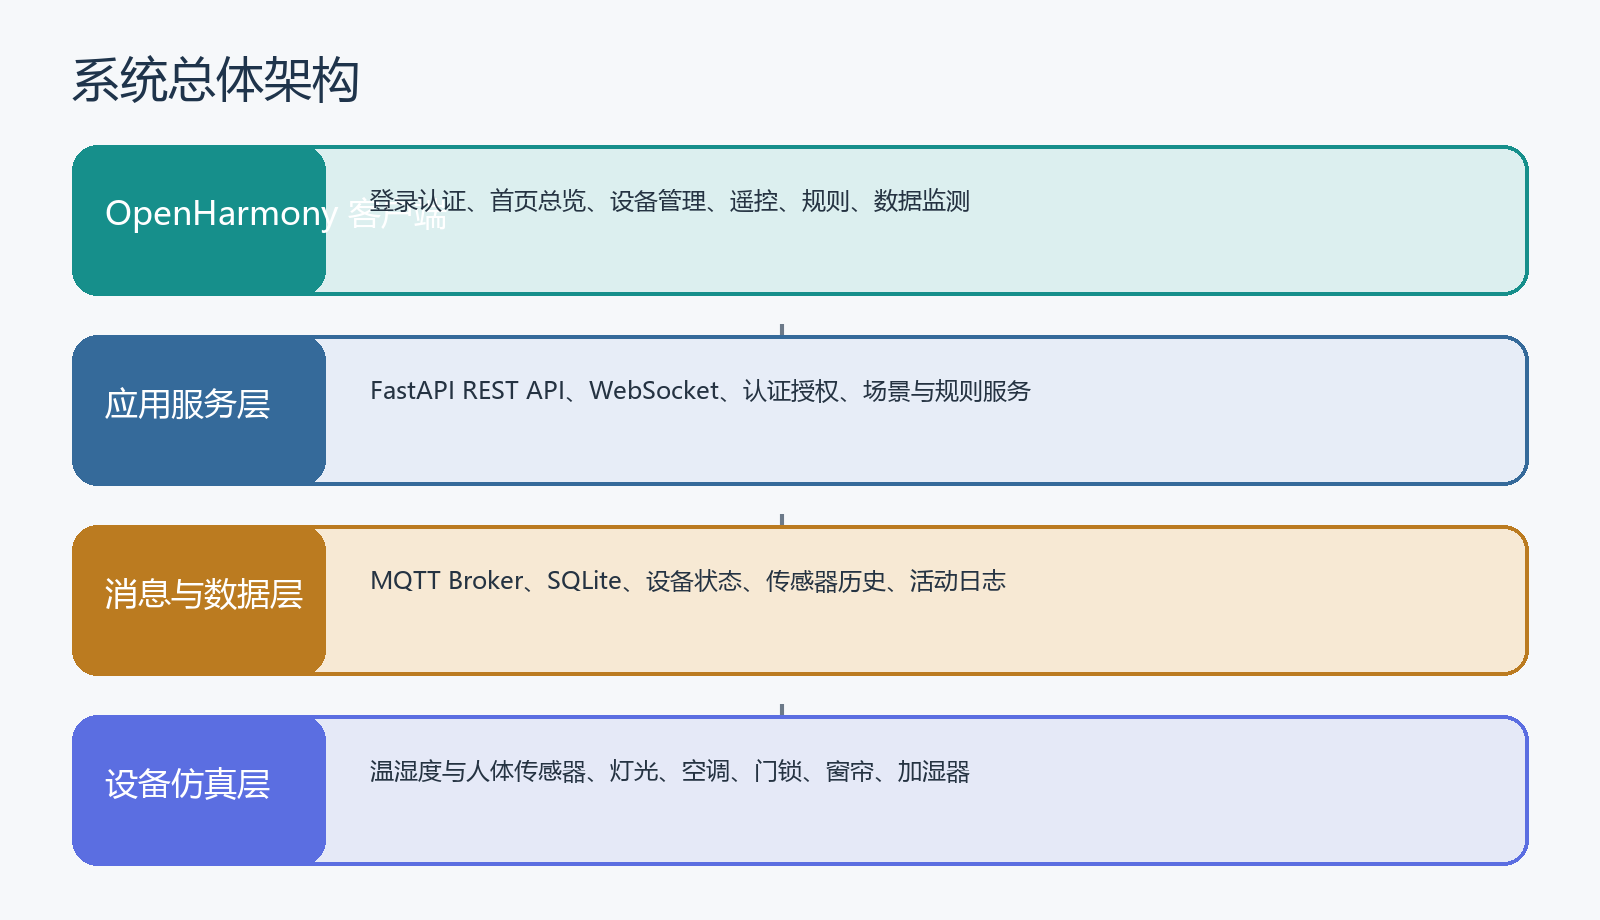 系统总体架构
OpenHarmony 客户端
登录认证、首页总览、设备管理、遥控、规则、数据监测
应用服务层
FastAPI REST API、WebSocket、认证授权、场景与规则服务
消息与数据层
MQTT Broker、SQLite、设备状态、传感器历史、活动日志
设备仿真层
温湿度与人体传感器、灯光、空调、门锁、窗帘、加湿器